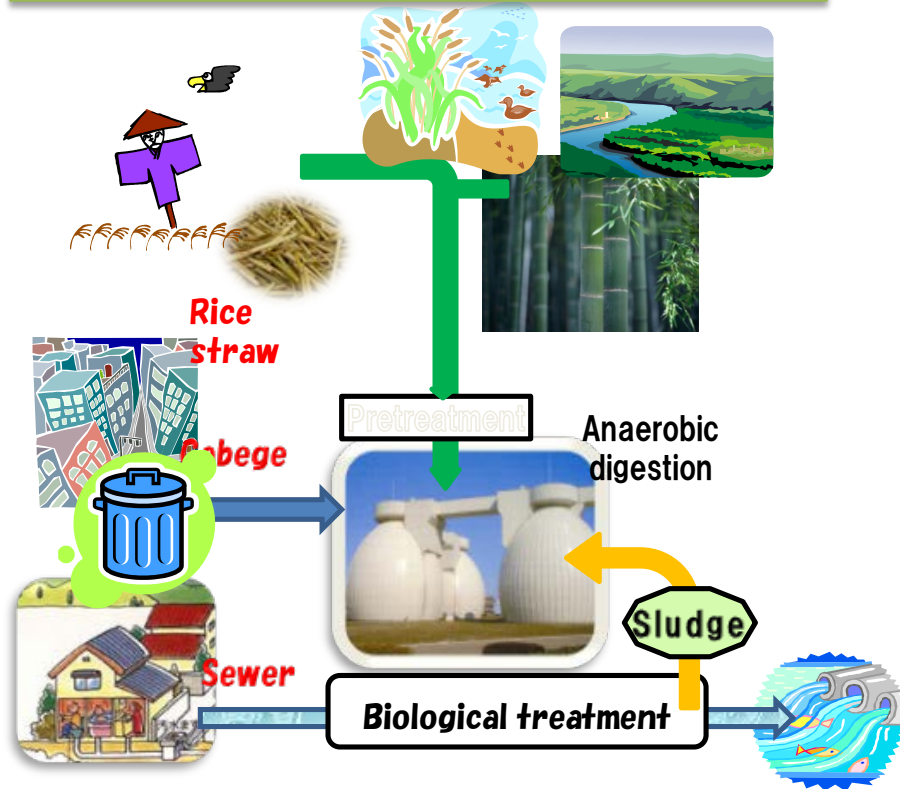 Rice
straw
Pretreatment
Anaerobic
digestion
Sludge
Sewer
Biological treatment